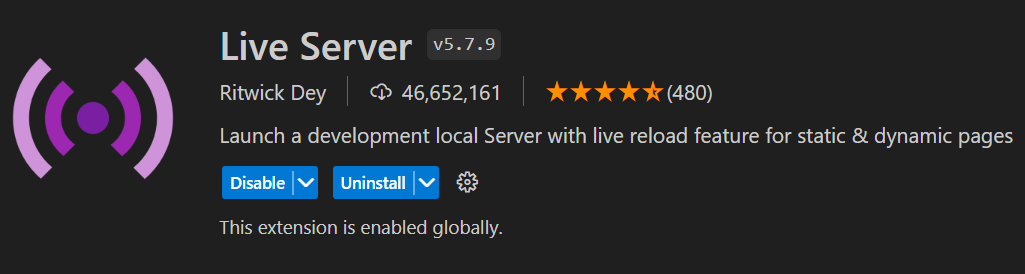 Live Server v5.7.9
Ritwick Dey 46,652,161 (480)
Launch a development local Server with live reload feature for static & dynamic pages
Disable Uninstall
This extension is enabled globally.